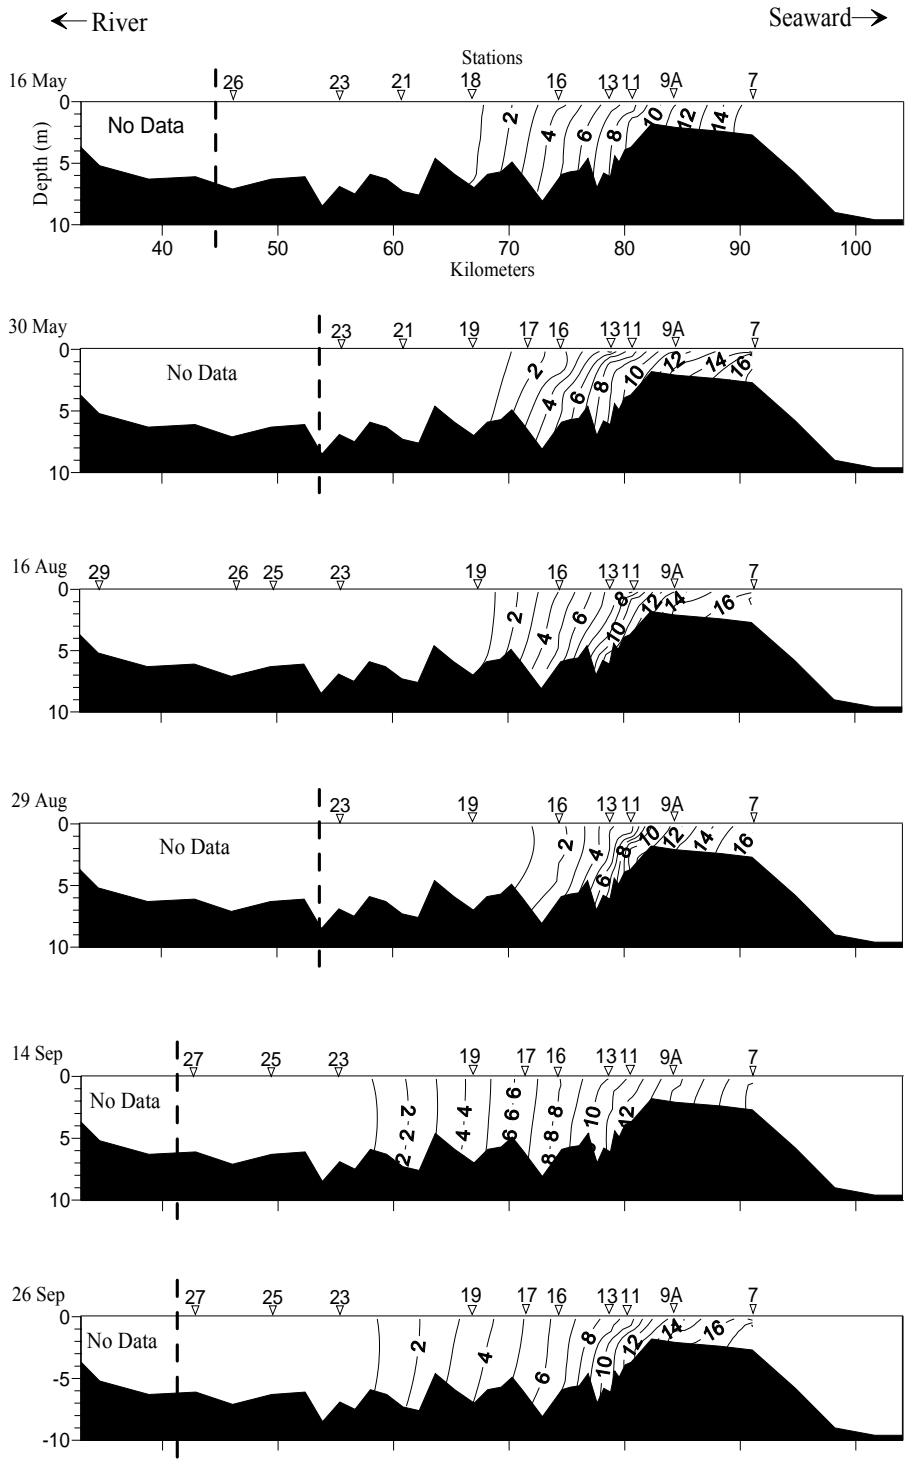 ← River
Seaward →
Stations
16 May 26 23 21 18 16 13 11 9A 7
0
No Data
2 4 6 8 10 12 14
Depth (m)
5
10
40 50 60 70 80 90 100
Kilometers
30 May 23 21 19 17 16 13 11 9A 7
0
No Data
2 4 6 8 10 12 14 16
5
10
16 Aug 29 26 25 23 19 16 13 11 9A 7
0
2 4 6 8 10 12 14 16
5
10
29 Aug 23 19 16 13 11 9A 7
0
No Data
2 4 6 8 10 12 14 16
5
10
14 Sep 27 25 23 19 17 16 13 11 9A 7
0
No Data
2 4 6 8 10 12
2 4 6 8
5
2 6 8
10
26 Sep 27 25 23 19 17 16 13 11 9A 7
0
No Data
2 4 6 8 10 12 14 16
-5
-10